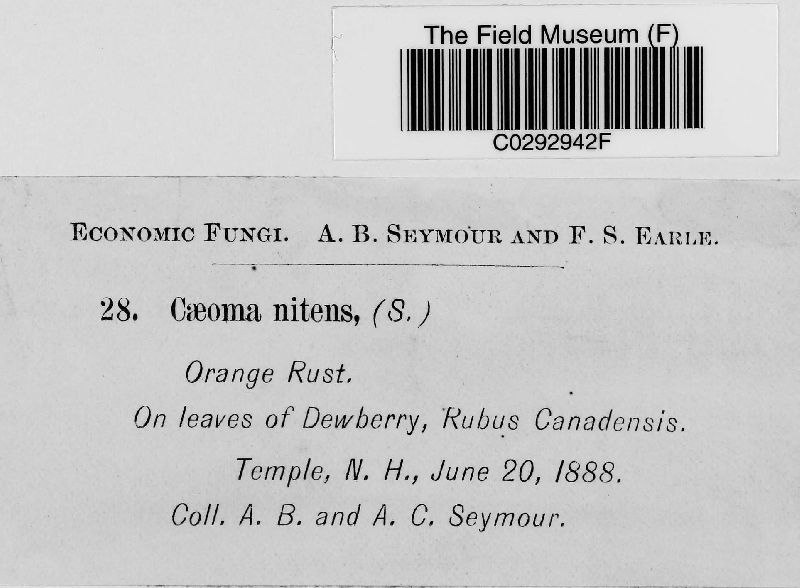 The Field Museum (F)
C0292942F
Economic Fungi. A. B. Seymour and F. S. Earle.
28. Cæoma nitens, (S.)
Orange Rust.
On leaves of Dewberry, Rubus Canadensis.
Temple, N. H., June 20, 1888.
Coll. A. B. and A. C. Seymour.